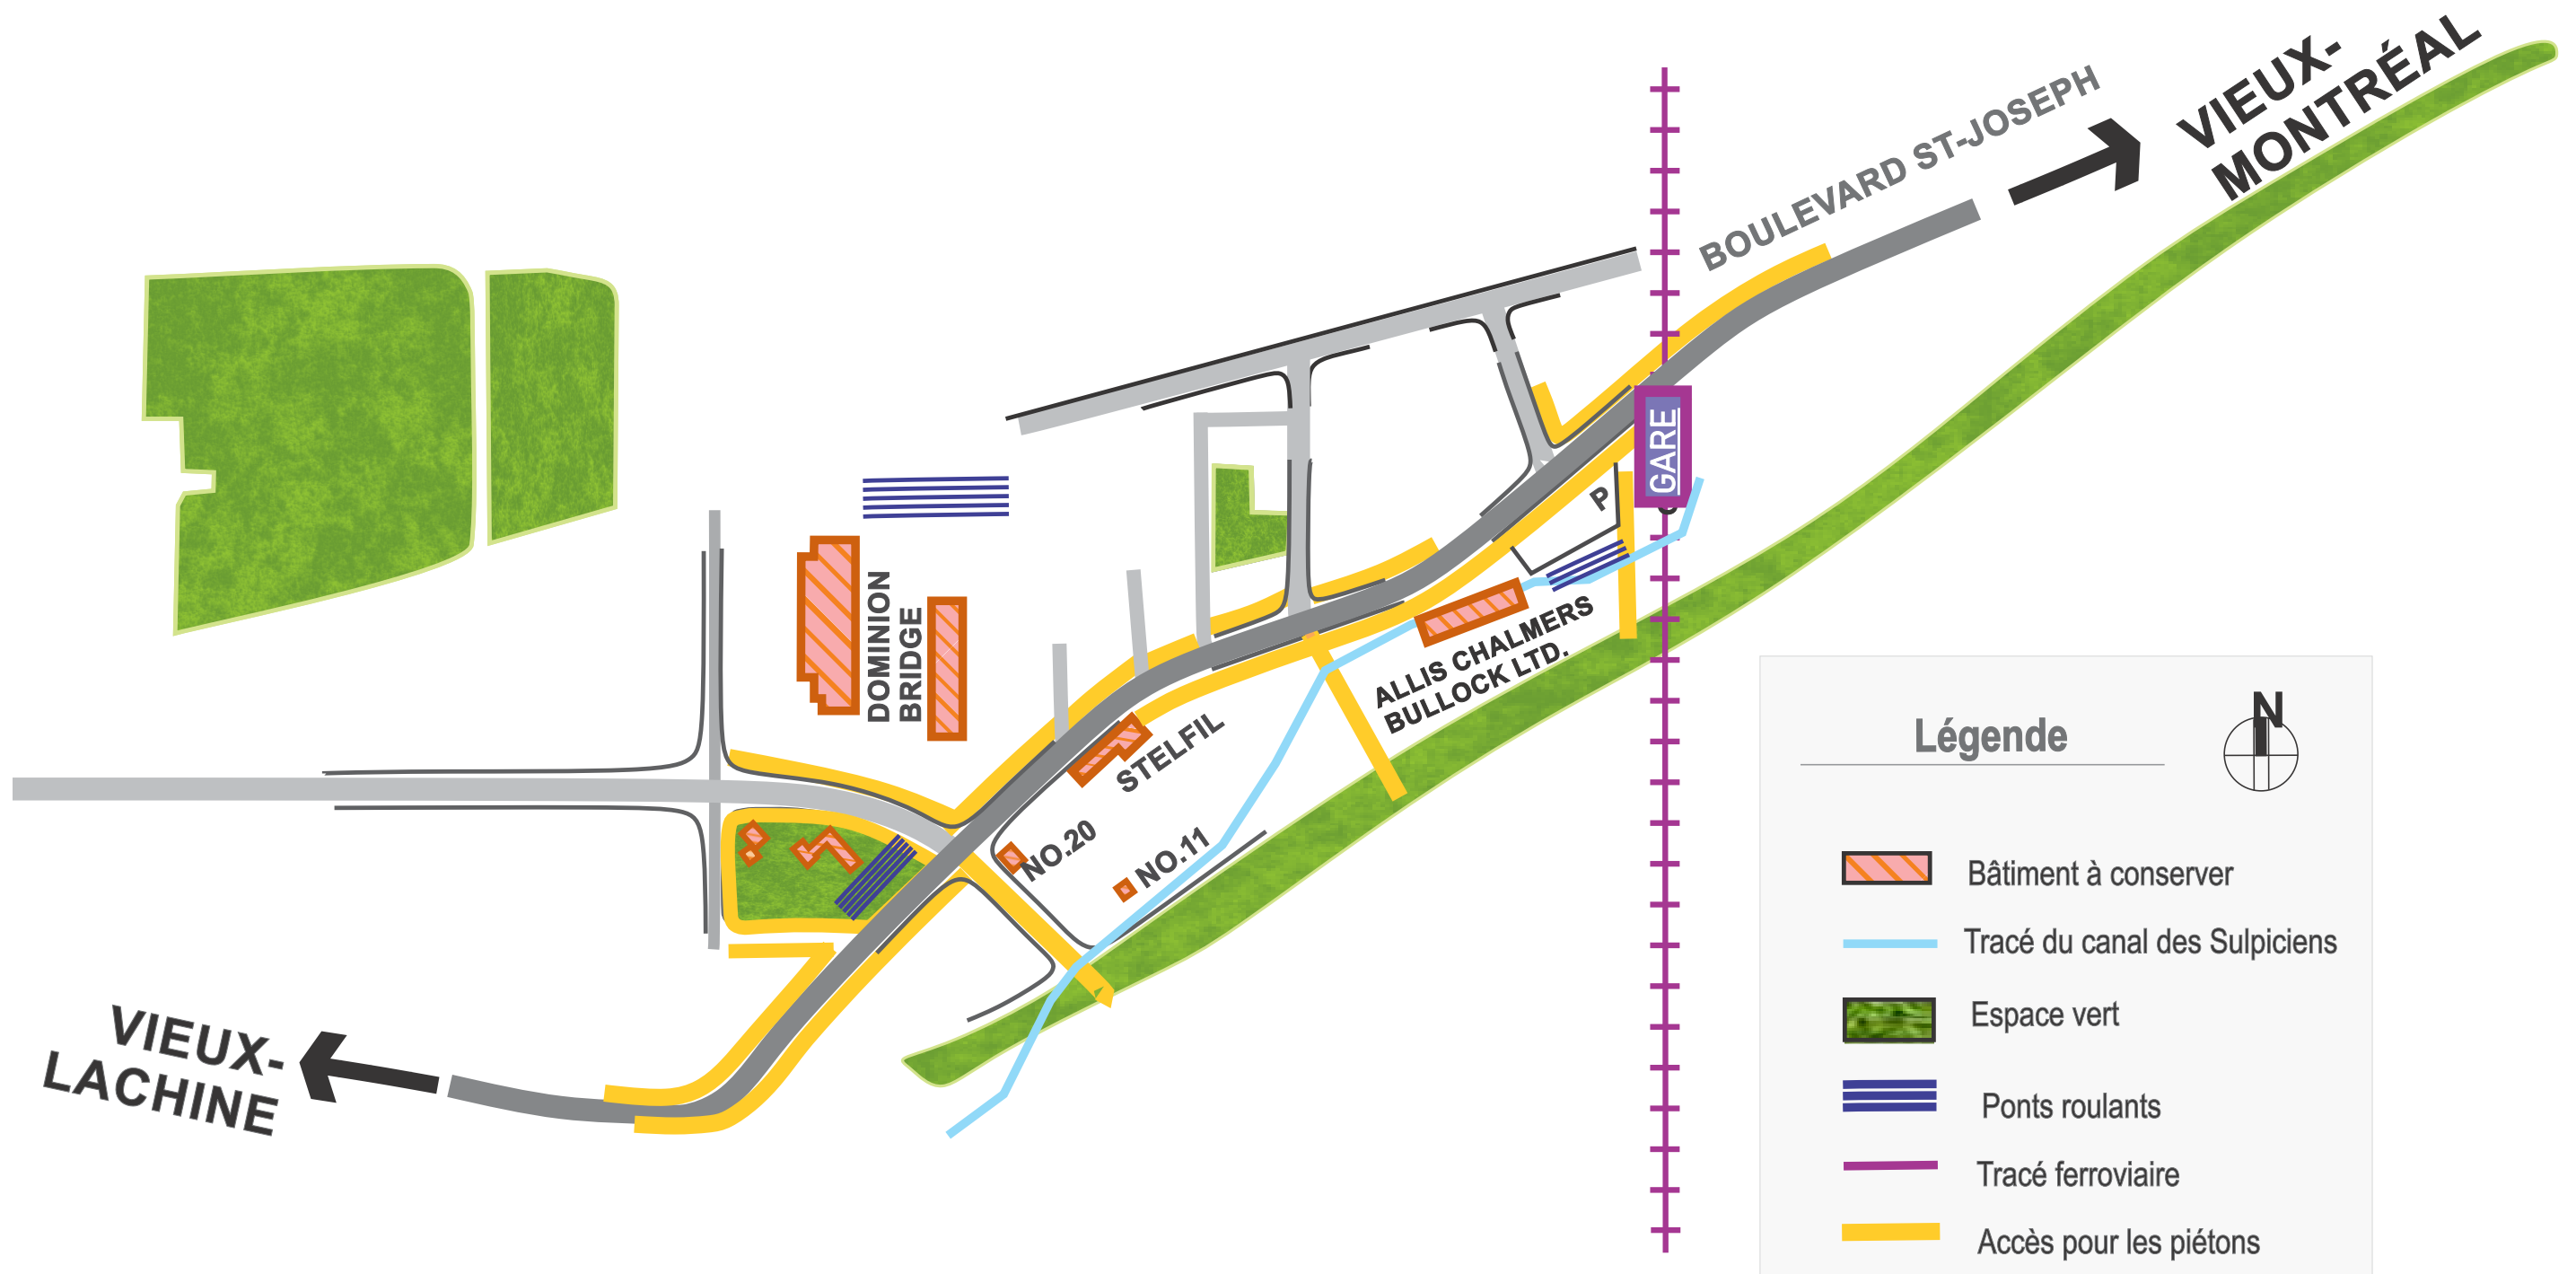 VIEUX-
MONTRÉAL
BOULEVARD ST-JOSEPH
GARE
P
DOMINION
BRIDGE
ALLIS CHALMERS
BULLOCK LTD.
STELFIL
NO.20
NO.11
VIEUX-
LACHINE
N
Légende
Bâtiment à conserver
Tracé du canal des Sulpiciens
Espace vert
Ponts roulants
Tracé ferroviaire
Accès pour les piétons